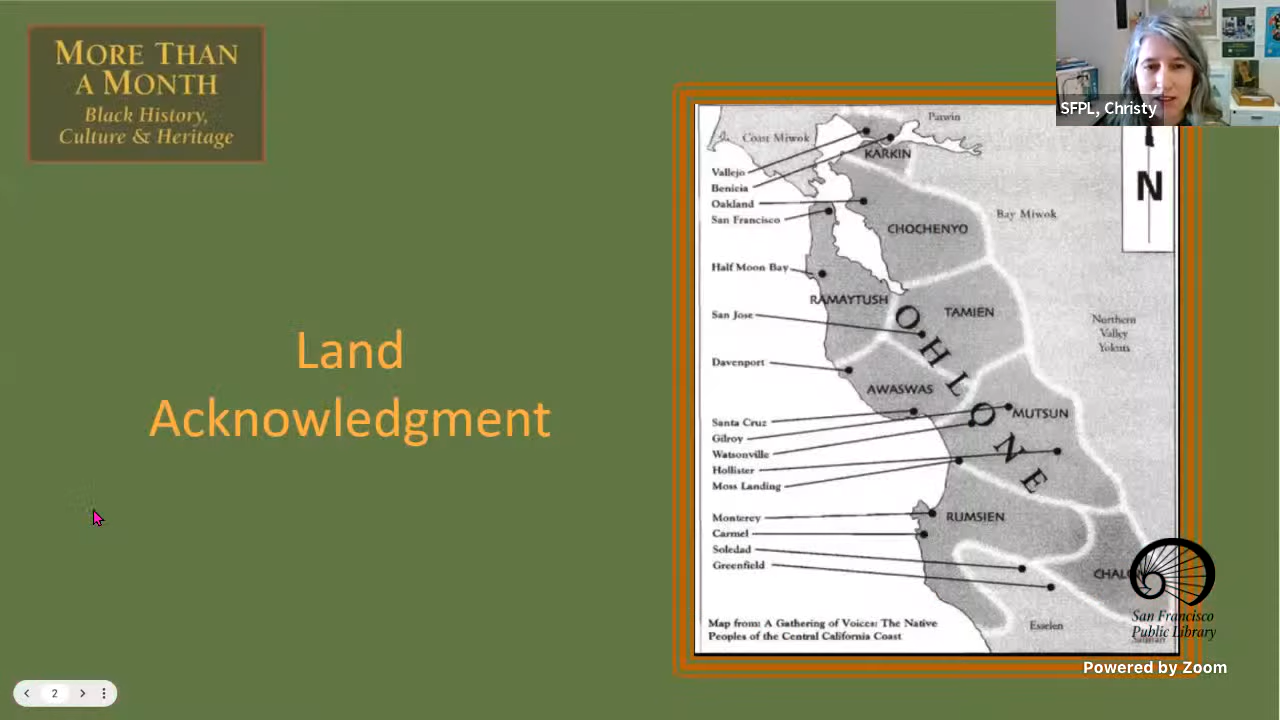 MORE THAN
A MONTH
Black History,
Culture & Heritage
Land
Acknowledgment
SFPL, Christy
Coast Miwok
Patwin
KARKIN
Vallejo
Benicia
Oakland
San Francisco
CHOCHENYO
Bay Miwok
N
Half Moon Bay
RAMAYTUSH
TAMIEN
San Jose
OHLONE
Northern
Valley
Yokuts
Davenport
AWASWAS
MUTSUN
Santa Cruz
Gilroy
Watsonville
Hollister
Moss Landing
Monterey
RUMSIEN
Carmel
Soledad
Greenfield
Esselen
Map from: A Gathering of Voices: The Native
Peoples of the Central California Coast
San Francisco
Public Library
Powered by Zoom
2